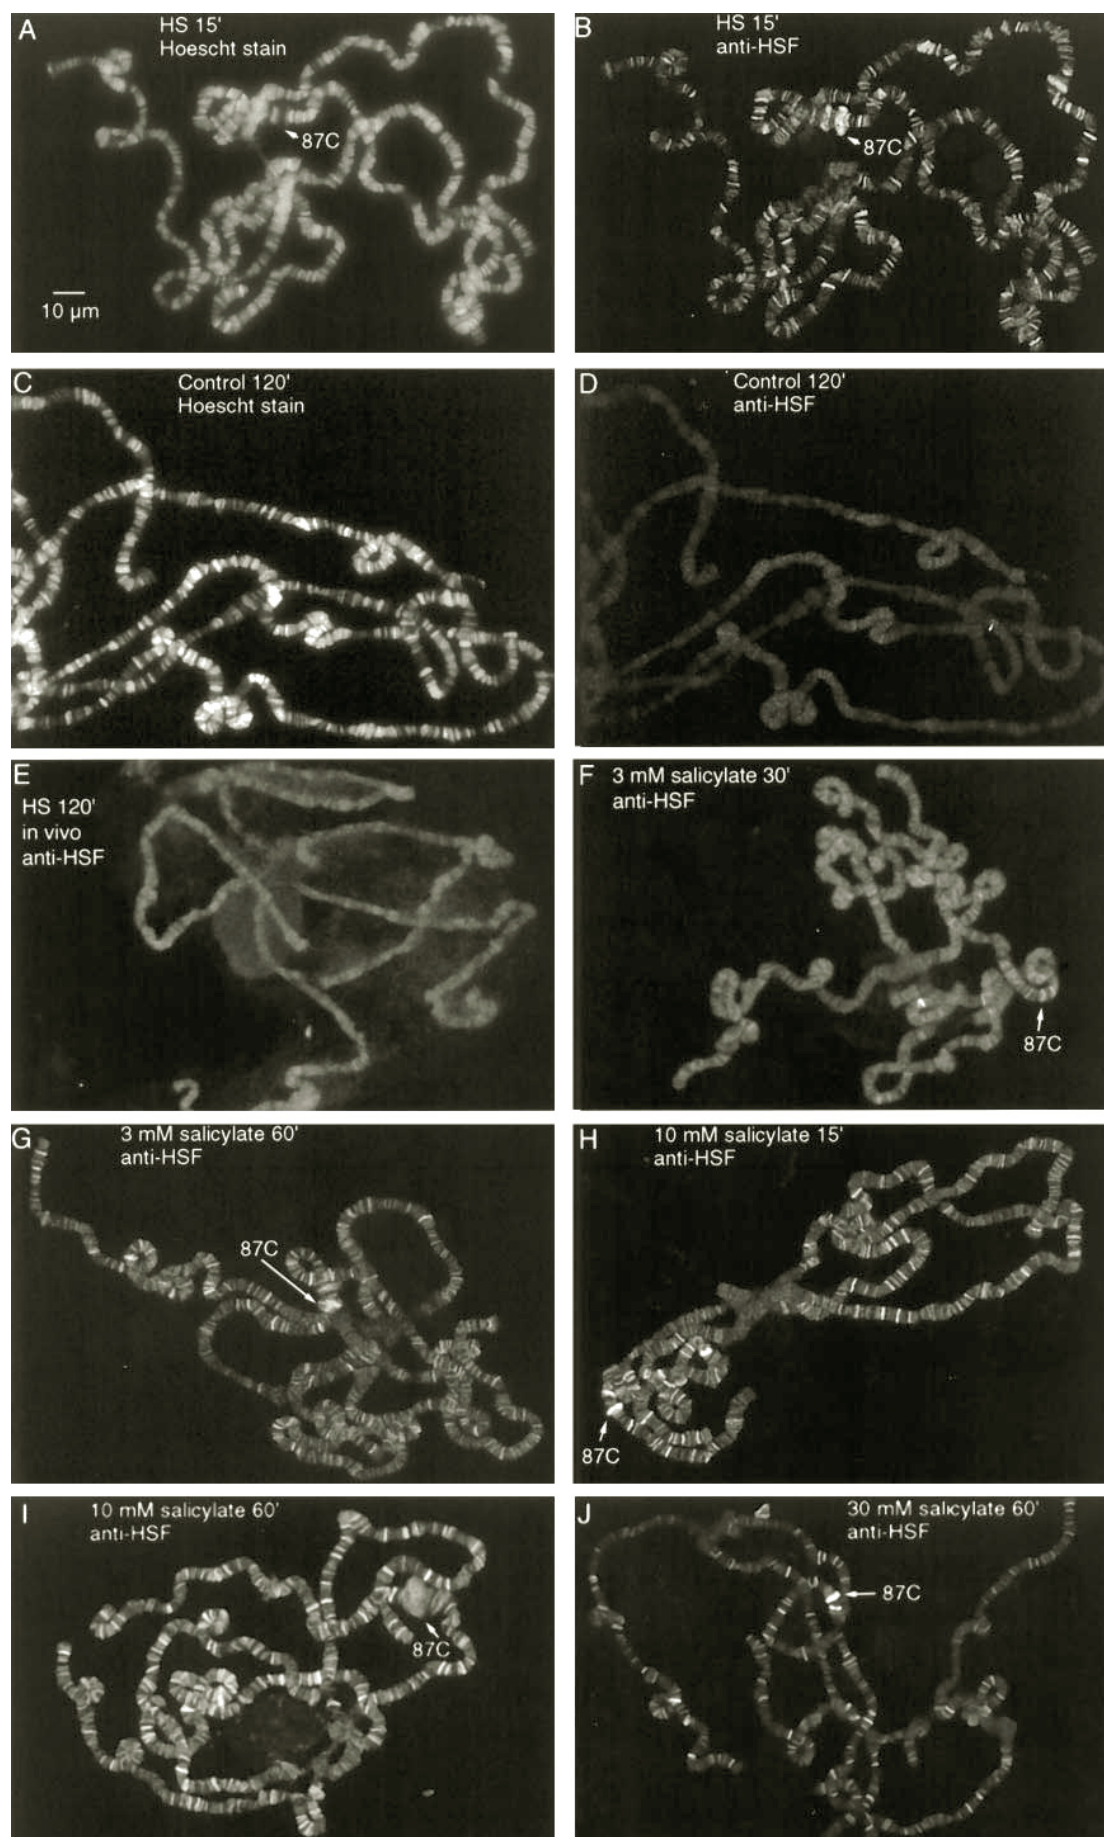 A
HS 15'
Hoescht stain
87C
10 µm
B
HS 15'
anti-HSF
87C
C
Control 120'
Hoescht stain
D
Control 120'
anti-HSF
E
HS 120'
in vivo
anti-HSF
F
3 mM salicylate 30'
anti-HSF
87C
G
3 mM salicylate 60'
anti-HSF
87C
H
10 mM salicylate 15'
anti-HSF
87C
I
10 mM salicylate 60'
anti-HSF
87C
J
30 mM salicylate 60'
anti-HSF
87C